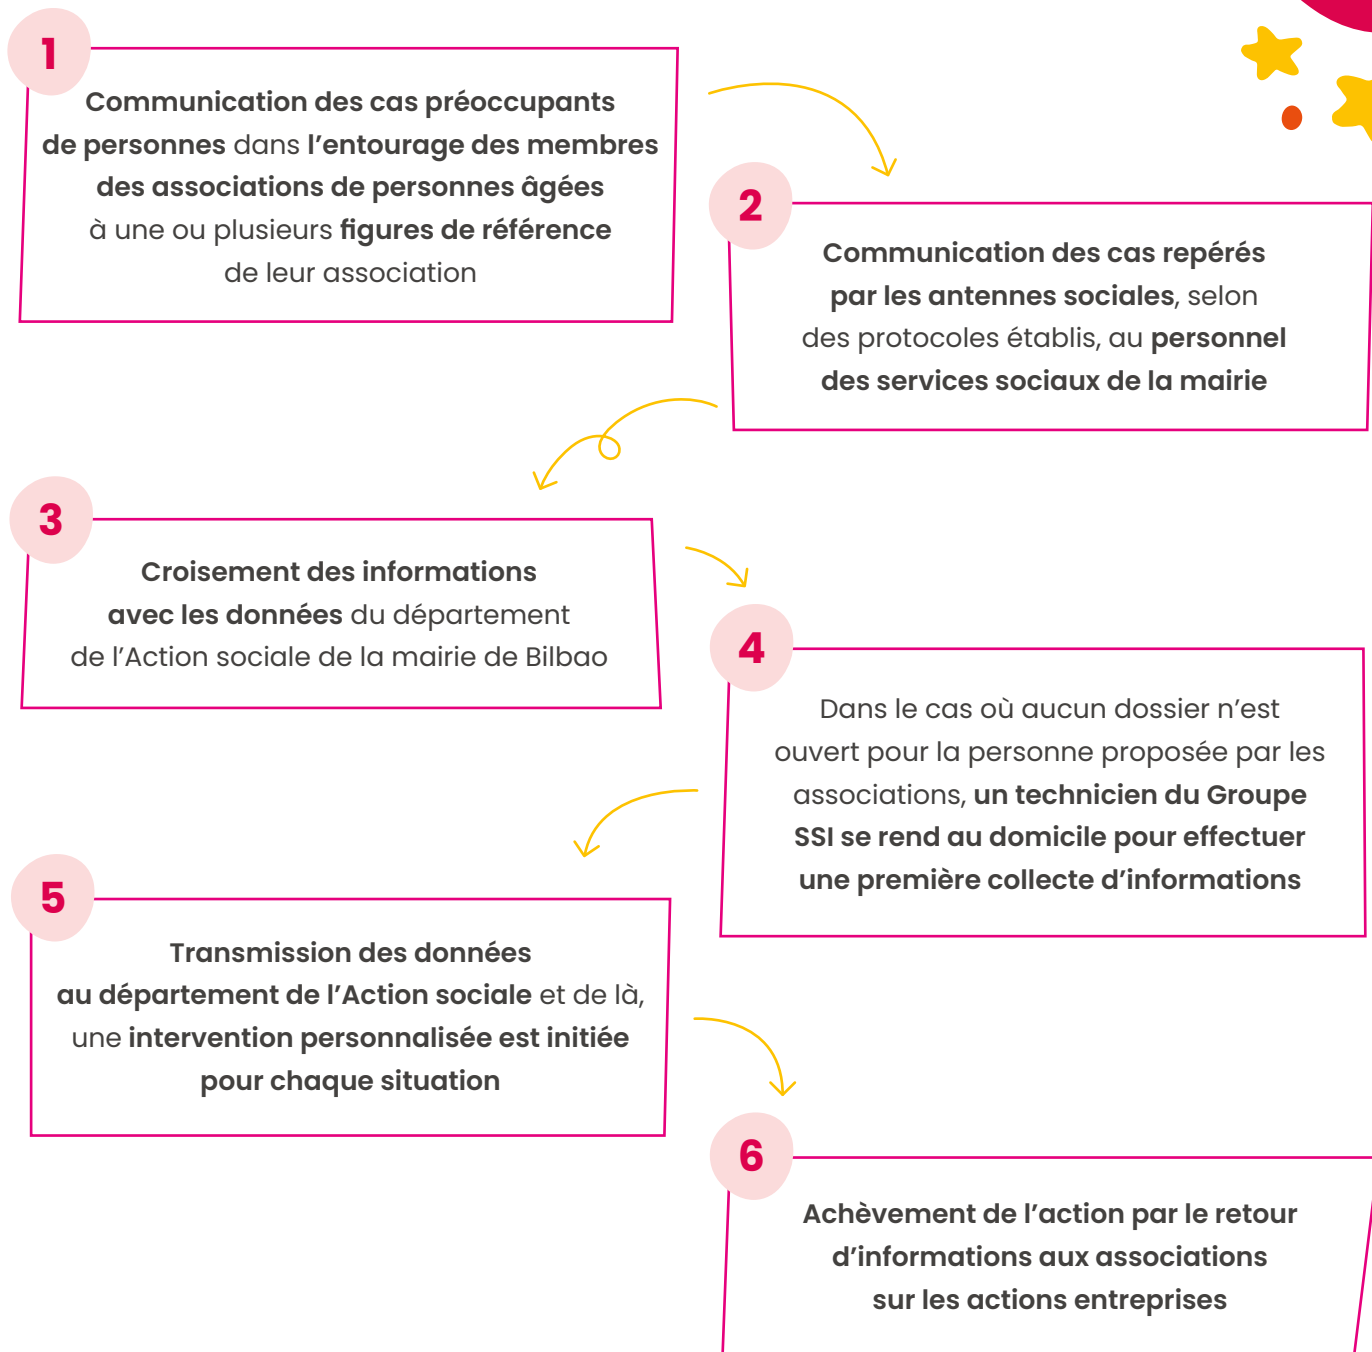 1
Communication des cas préoccupants
de personnes dans l’entourage des membres
des associations de personnes âgées
à une ou plusieurs figures de référence
de leur association
2
Communication des cas repérés
par les antennes sociales, selon
des protocoles établis, au personnel
des services sociaux de la mairie
3
Croisement des informations
avec les données du département
de l’Action sociale de la mairie de Bilbao
4
Dans le cas où aucun dossier n’est
ouvert pour la personne proposée par les
associations, un technicien du Groupe
SSI se rend au domicile pour effectuer
une première collecte d’informations
5
Transmission des données
au département de l’Action sociale et de là,
une intervention personnalisée est initiée
pour chaque situation
6
Achèvement de l’action par le retour
d’informations aux associations
sur les actions entreprises